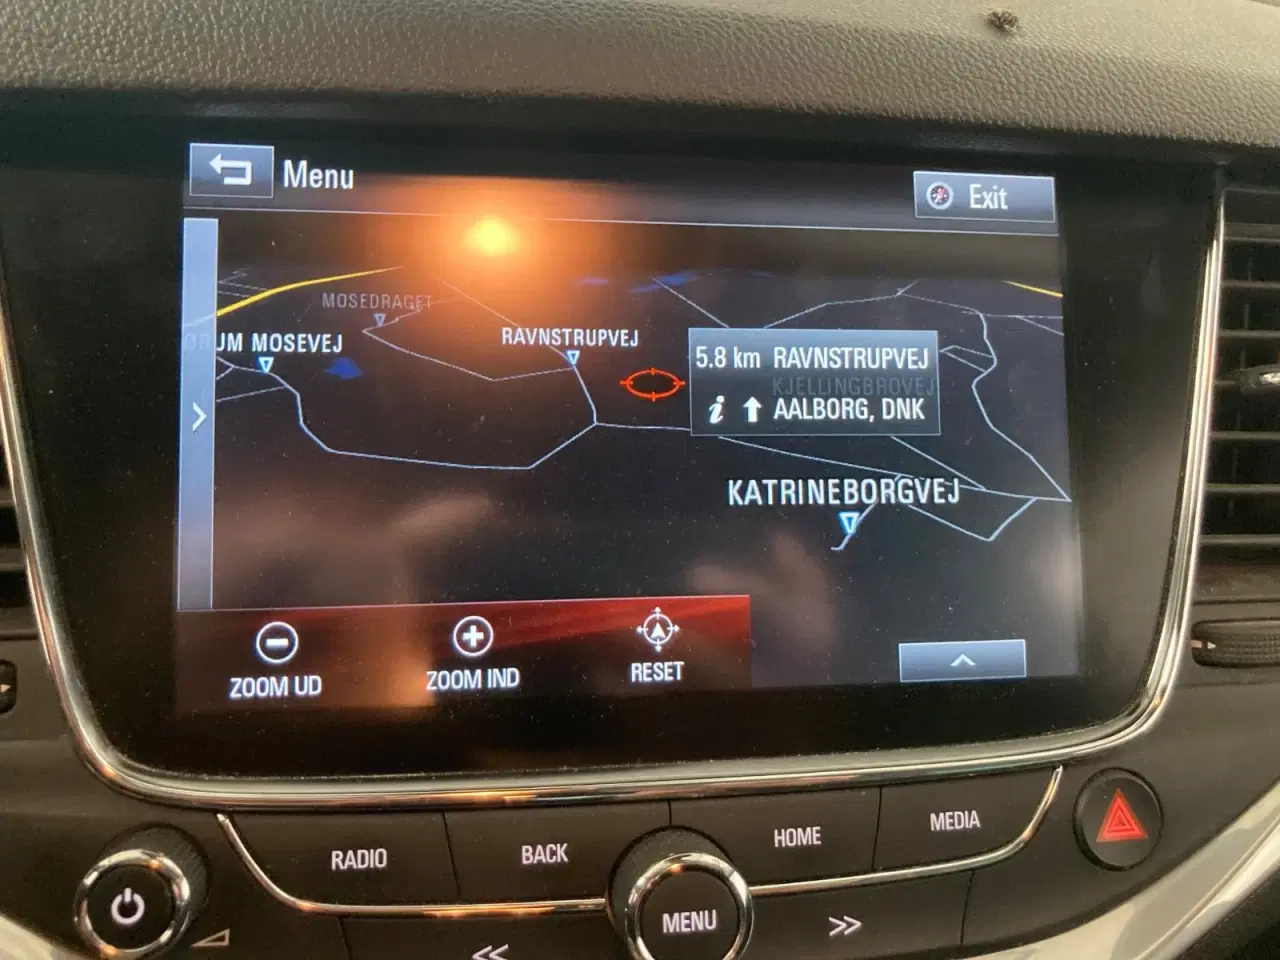 Menu
Exit
MOSEDRAGET
RUM MOSEVEJ
RAVNSTRUPVEJ
5.8 km RAVNSTRUPVEJ
KJELLINGBROVEJ
i AALBORG, DNK
KATRINEBORGVEJ
ZOOM UD
ZOOM IND
RESET
RADIO
BACK
HOME
MEDIA
MENU